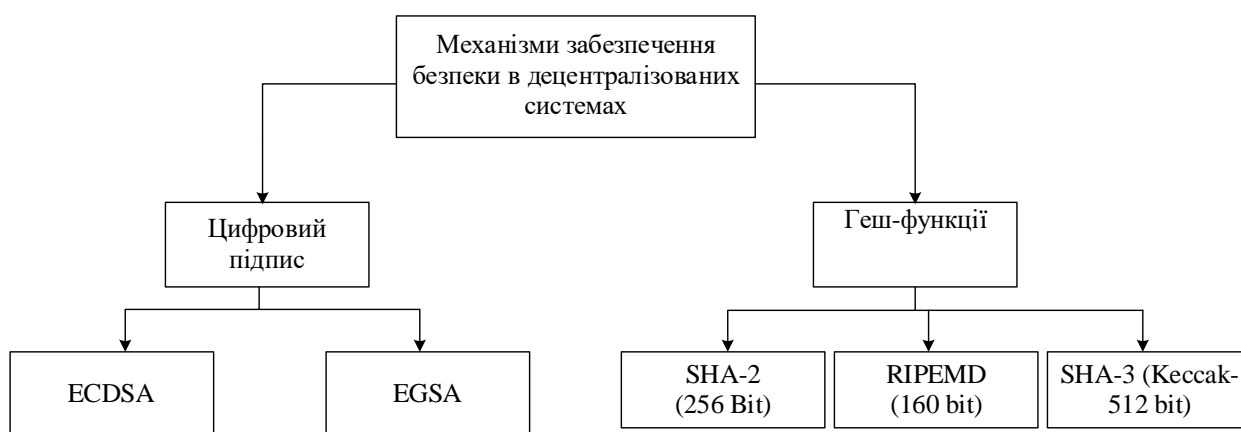 Механізми забезпечення
безпеки в децентралізованих
системах
Цифровий
підпис
Геш-функції
ECDSA
EGSA
SHA-2
(256 Bit)
RIPEMD
(160 bit)
SHA-3 (Keccak-
512 bit)